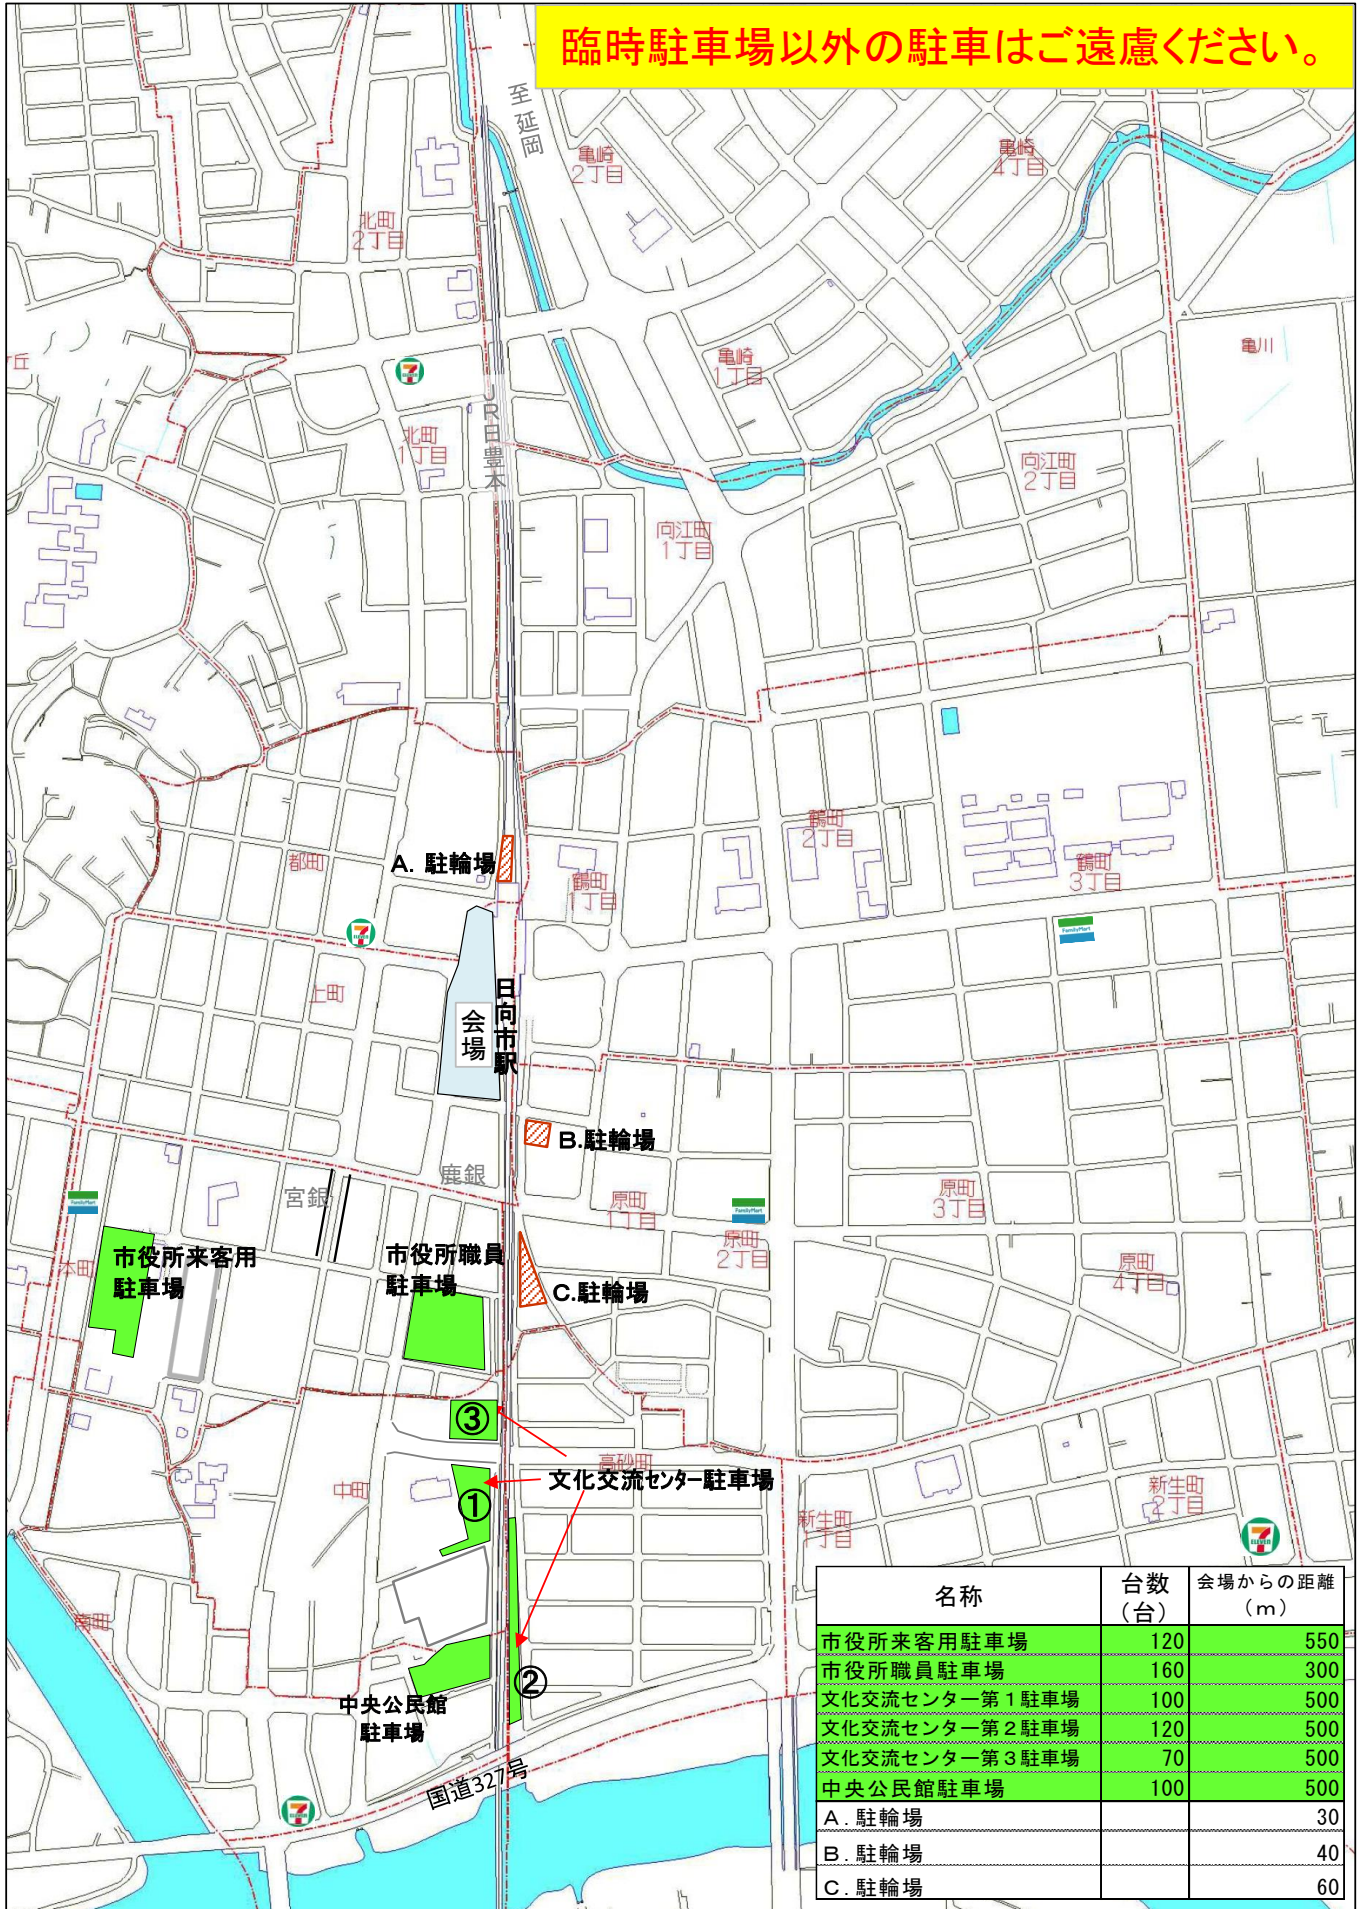 臨時駐車場以外の駐車はご遠慮ください。
至延岡
亀崎
2丁目
亀崎
4丁目
北町
2丁目
丘
亀崎
1丁目
亀川
JR日豊本
北町
1丁目
向江町
2丁目
向江町
1丁目
鶴町
2丁目
都町
A. 駐輪場
鶴町
1丁目
鶴町
3丁目
FamilyMart
上町
会場
日向市駅
B.駐輪場
鹿銀
宮銀
FamilyMart
原町
1丁目
FamilyMart
原町
3丁目
原町
2丁目
原町
4丁目
本町
市役所来客用
駐車場
市役所職員
駐車場
C.駐輪場
③
高砂町
文化交流センター駐車場
中町
①
新生町
1丁目
新生町
2丁目
南町
②
中央公民館
駐車場
国道327号
名称 台数(台) 会場からの距離(m)
市役所来客用駐車場 120 550
市役所職員駐車場 160 300
文化交流センター第1駐車場 100 500
文化交流センター第2駐車場 120 500
文化交流センター第3駐車場 70 500
中央公民館駐車場 100 500
A.駐輪場 30
B.駐輪場 40
C.駐輪場 60